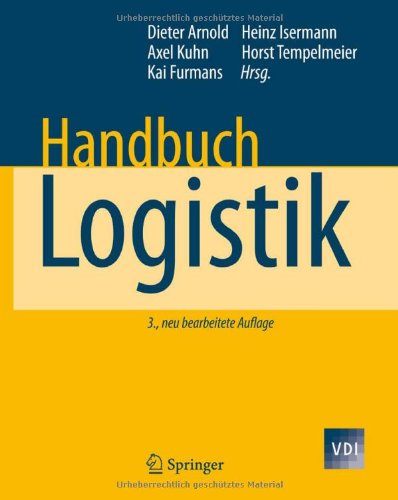 Urheberrechtlich geschütztes Material
Dieter Arnold Heinz Isermann
Axel Kuhn Horst Tempelmeier
Kai Furmans Hrsg.
Handbuch
Logistik
3., neu bearbeitete Auflage
VDI
Springer
Urheberrechtlich geschütztes Material